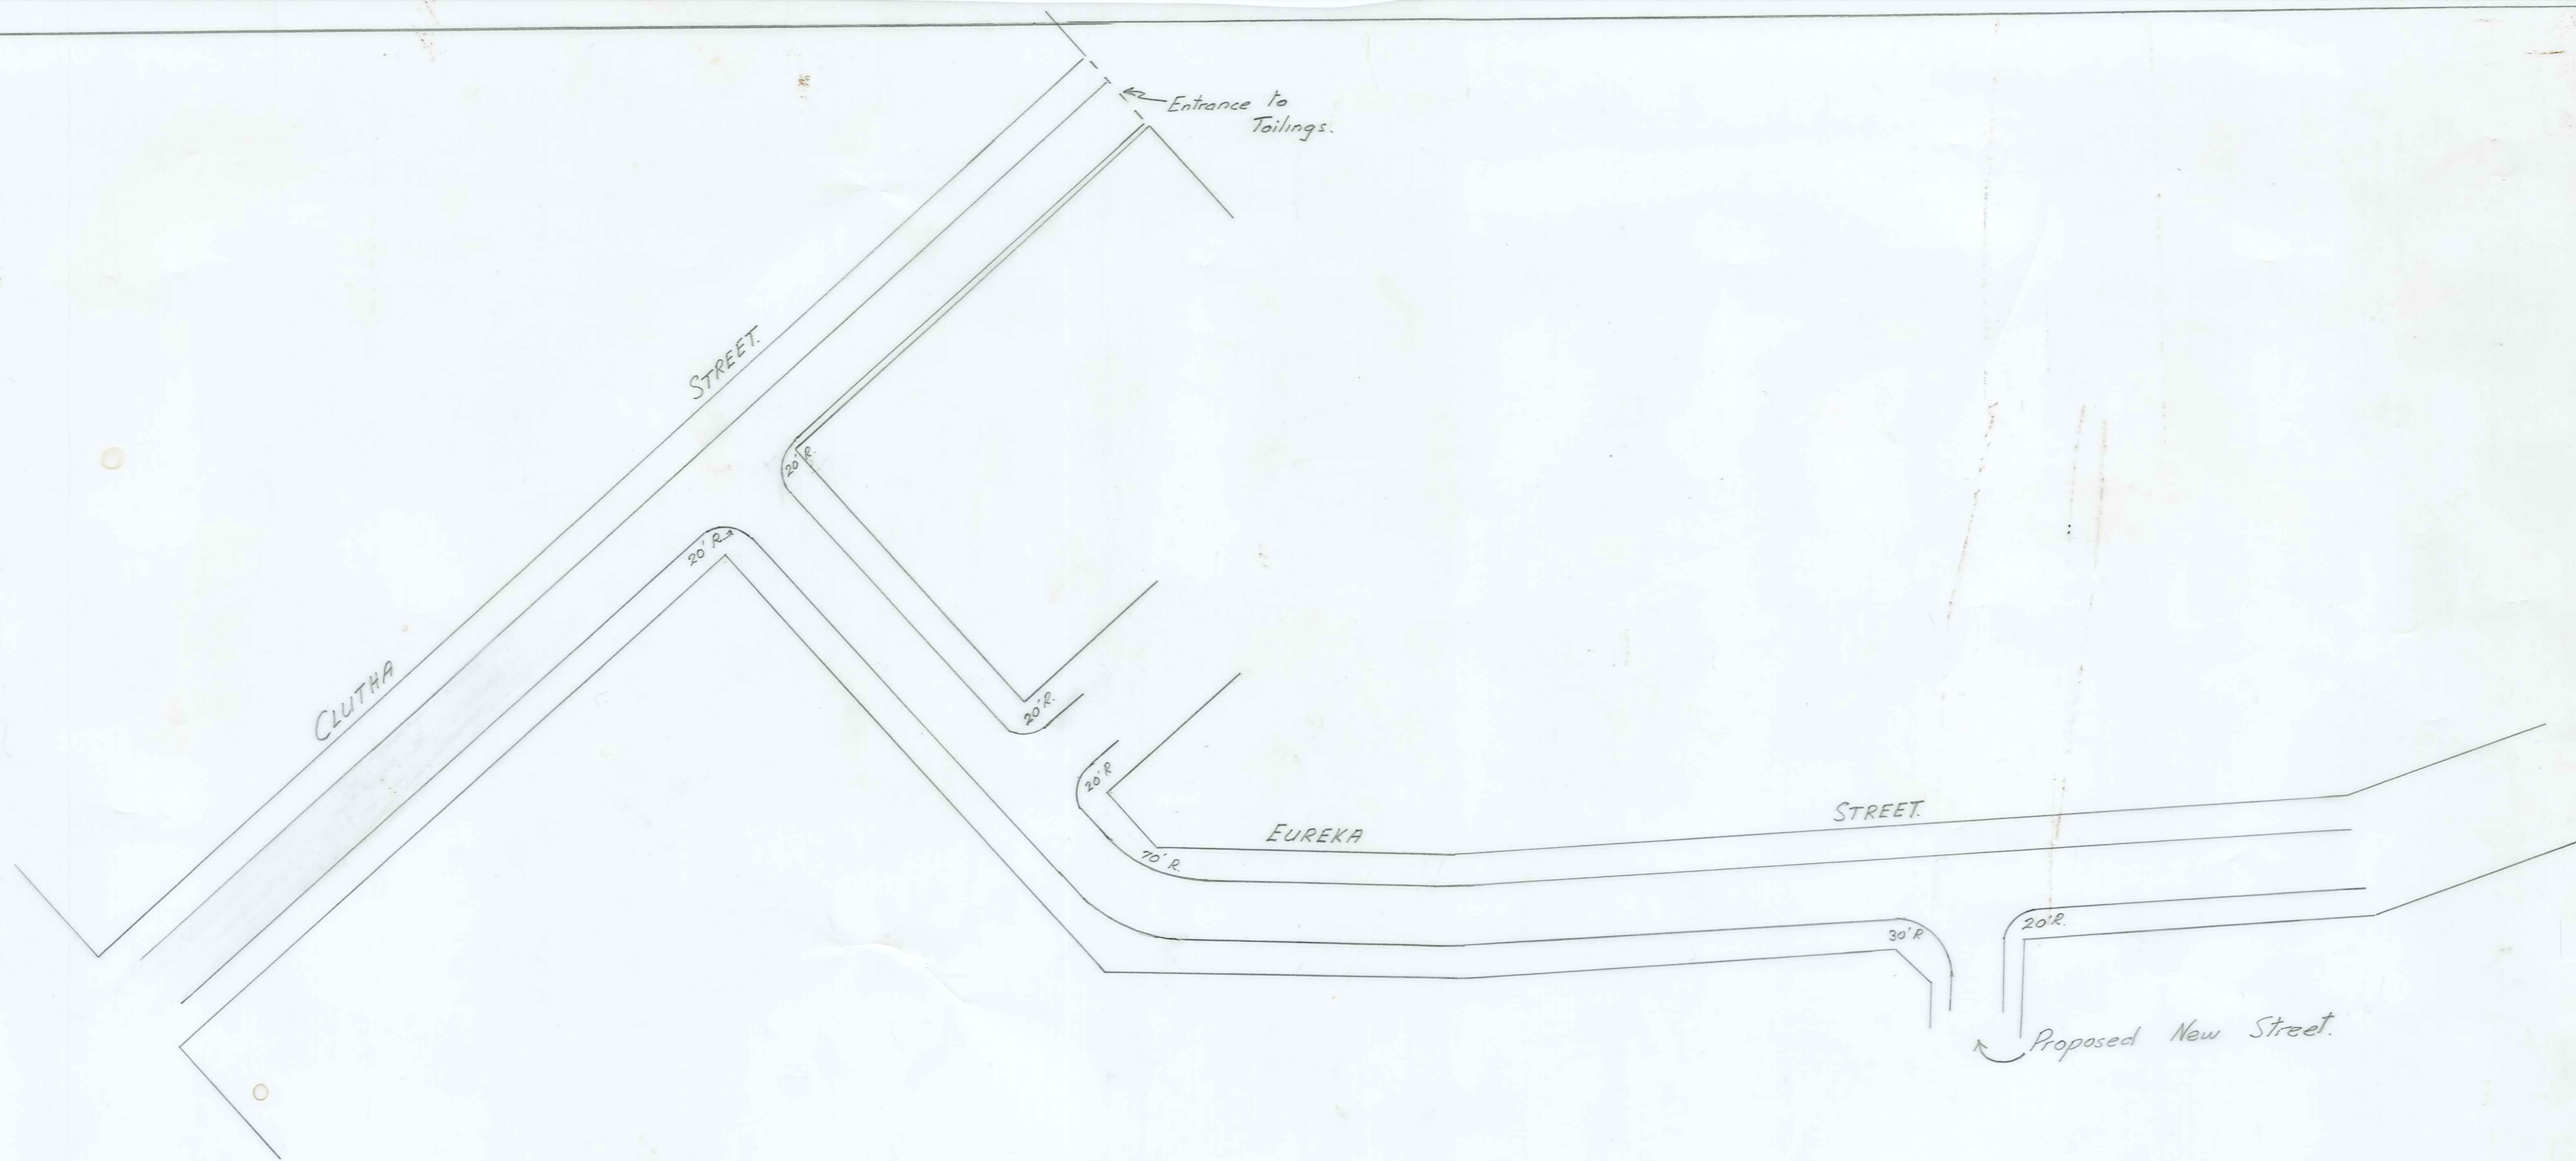 Entrance to
Tailings.
STREET.
20' R.
20' R.
CLUTHA
20' R.
20' R
STREET.
EUREKA
70' R.
20' R.
30' R
Proposed New Street.